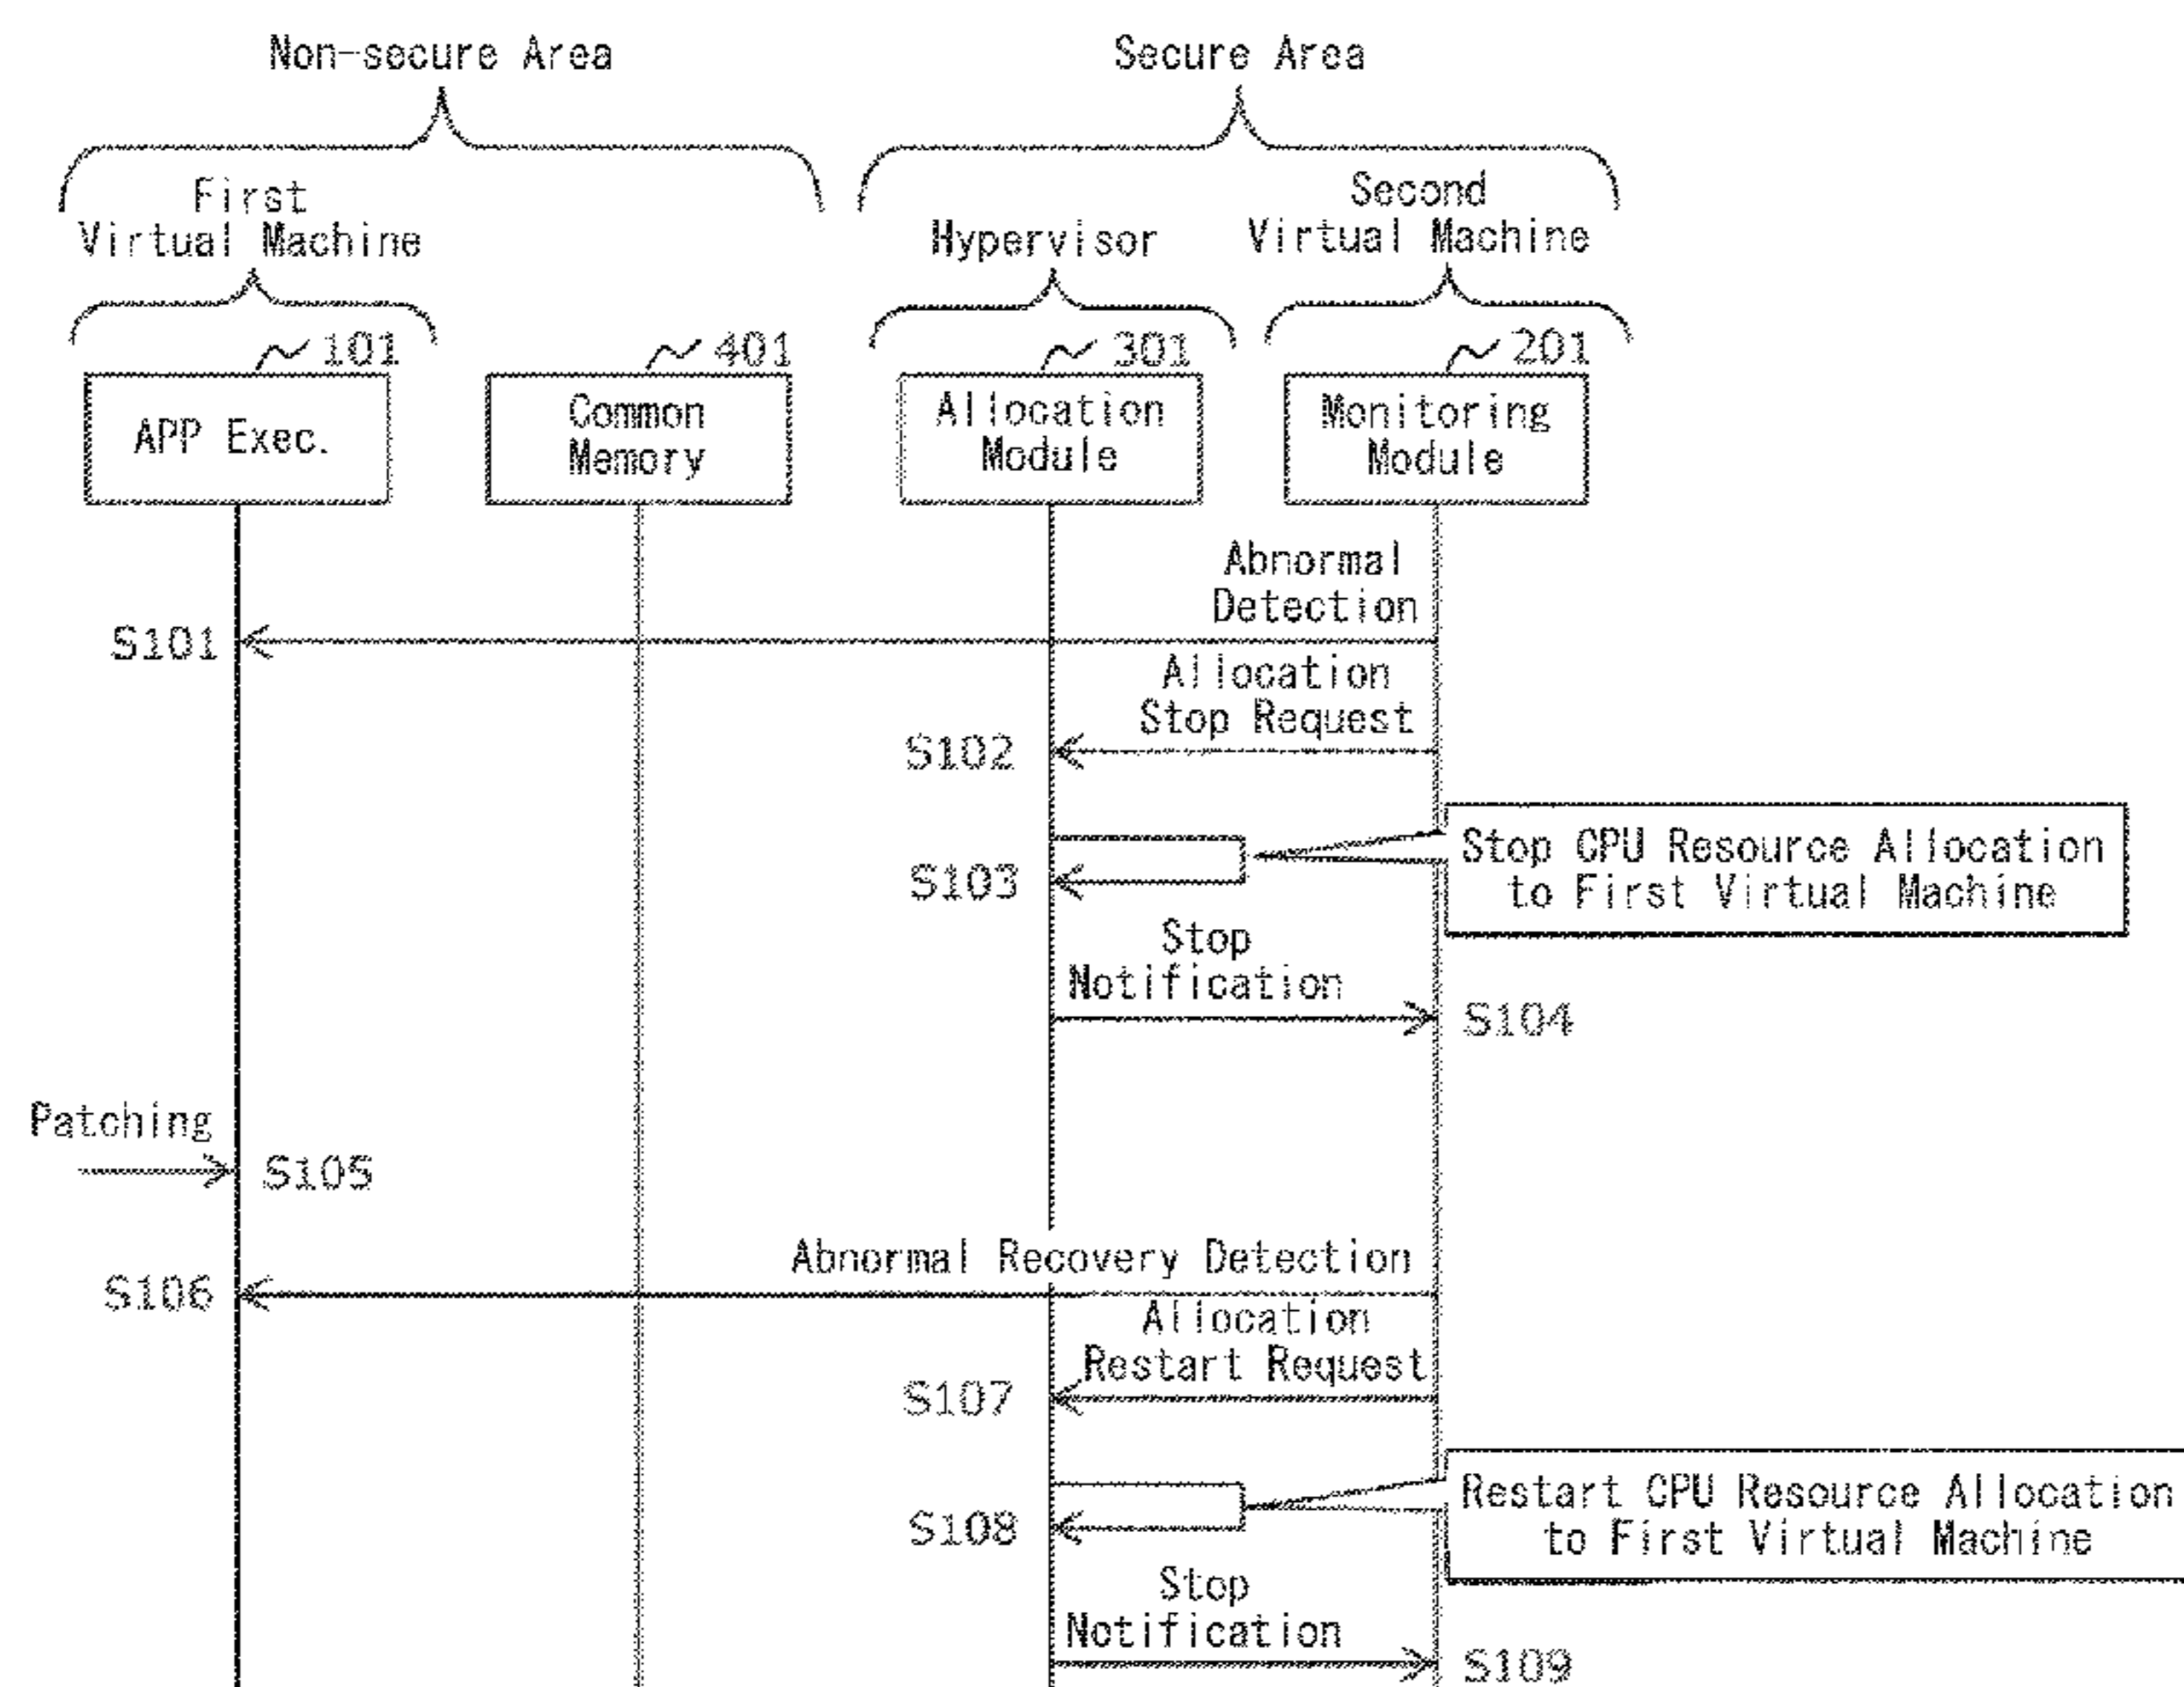 Non-secure Area
Secure Area
First
Virtual Machine
Hypervisor
Second
Virtual Machine
101
401
301
201
APP Exec.
Common
Memory
Allocation
Module
Monitoring
Module
Abnormal
Detection
S101
Allocation
Stop Request
S102
Stop CPU Resource Allocation
to First Virtual Machine
S103
Stop
Notification
S104
Patching
S105
Abnormal Recovery Detection
S106
Allocation
Restart Request
S107
Restart CPU Resource Allocation
to First Virtual Machine
S108
Stop
Notification
S109